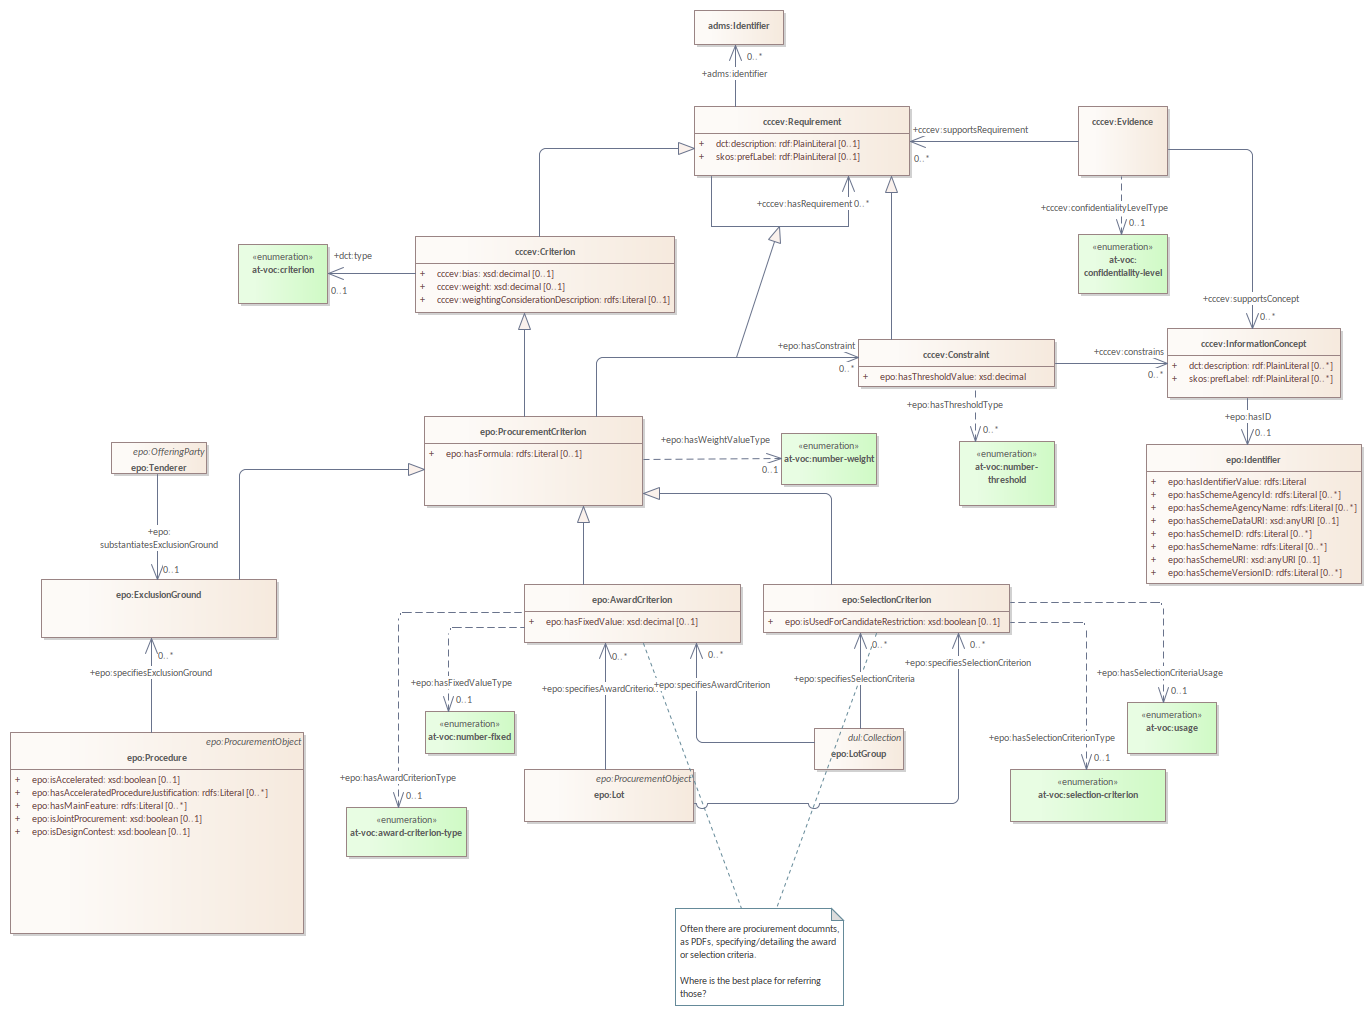 adms:Identifier
0..*
+adms:identifier
cccev:Requirement
+ dct:description: rdf:PlainLiteral [0..1]
+ skos:prefLabel: rdf:PlainLiteral [0..1]
+cccev:supportsRequirement
0..*
cccev:Evidence
+cccev:hasRequirement 0..*
+cccev:confidentialityLevelType
0..1
«enumeration»
at-voc:
confidentiality-level
«enumeration»
at-voc:criterion
+dct:type
0..1
cccev:Criterion
+ cccev:bias: xsd:decimal [0..1]
+ cccev:weight: xsd:decimal [0..1]
+ cccev:weightingConsiderationDescription: rdfs:Literal [0..1]
+cccev:supportsConcept
0..*
+epo:hasConstraint
0..*
cccev:Constraint
+ epo:hasThresholdValue: xsd:decimal
+cccev:constrains
0..*
cccev:InformationConcept
+ dct:description: rdf:PlainLiteral [0..*]
+ skos:prefLabel: rdf:PlainLiteral [0..*]
+epo:hasThresholdType
0..*
+epo:hasID
0..1
epo:OfferingParty
epo:Tenderer
epo:ProcurementCriterion
+ epo:hasFormula: rdfs:Literal [0..1]
+epo:hasWeightValueType
0..1
«enumeration»
at-voc:number-weight
«enumeration»
at-voc:number-
threshold
epo:Identifier
+ epo:hasIdentifierValue: rdfs:Literal
+ epo:hasSchemeAgencyId: rdfs:Literal [0..*]
+ epo:hasSchemeAgencyName: rdfs:Literal [0..*]
+ epo:hasSchemeDataURI: xsd:anyURI [0..1]
+ epo:hasSchemeID: rdfs:Literal [0..*]
+ epo:hasSchemeName: rdfs:Literal [0..*]
+ epo:hasSchemeURI: xsd:anyURI [0..1]
+ epo:hasSchemeVersionID: rdfs:Literal [0..*]
+epo:
substantiatesExclusionGround
0..1
epo:ExclusionGround
0..*
+epo:specifiesExclusionGround
epo:AwardCriterion
+ epo:hasFixedValue: xsd:decimal [0..1]
epo:SelectionCriterion
+ epo:isUsedForCandidateRestriction: xsd:boolean [0..1]
0..*
0..*
0..*
0..*
+epo:specifiesSelectionCriterion
+epo:hasFixedValueType
0..1
+epo:specifiesAwardCriterio...
+epo:specifiesAwardCriterion
+epo:specifiesSelectionCriteria
+epo:hasSelectionCriteriaUsage
0..1
«enumeration»
at-voc:number-fixed
«enumeration»
at-voc:usage
epo:ProcurementObject
epo:Procedure
+ epo:isAccelerated: xsd:boolean [0..1]
+ epo:hasAcceleratedProcedureJustification: rdfs:Literal [0..*]
+ epo:hasMainFeature: rdfs:Literal [0..*]
+ epo:isJointProcurement: xsd:boolean [0..1]
+ epo:isDesignContest: xsd:boolean [0..1]
dul:Collection
epo:LotGroup
+epo:hasSelectionCriterionType
0..1
+epo:hasAwardCriterionType
0..1
epo:ProcurementObject
epo:Lot
«enumeration»
at-voc:selection-criterion
«enumeration»
at-voc:award-criterion-type
Often there are prociurement documnts,
as PDFs, specifying/detailing the award
or selection criteria.
Where is the best place for referring
those?